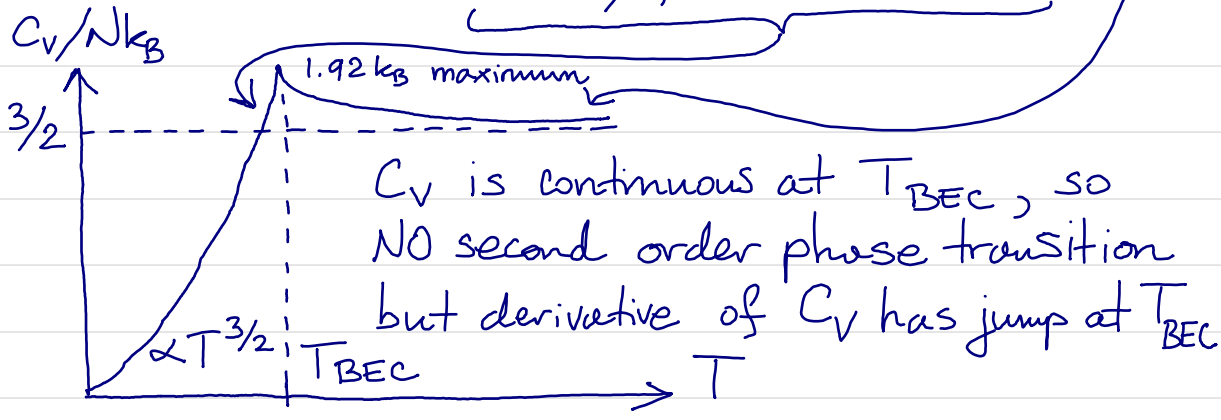 Cv/NkB
1.92 kB maximum
3/2
Cv is continuous at TBEC, so
NO second order phase transition
but derivative of Cv has jump at TBEC
∝T^3/2
TBEC
T